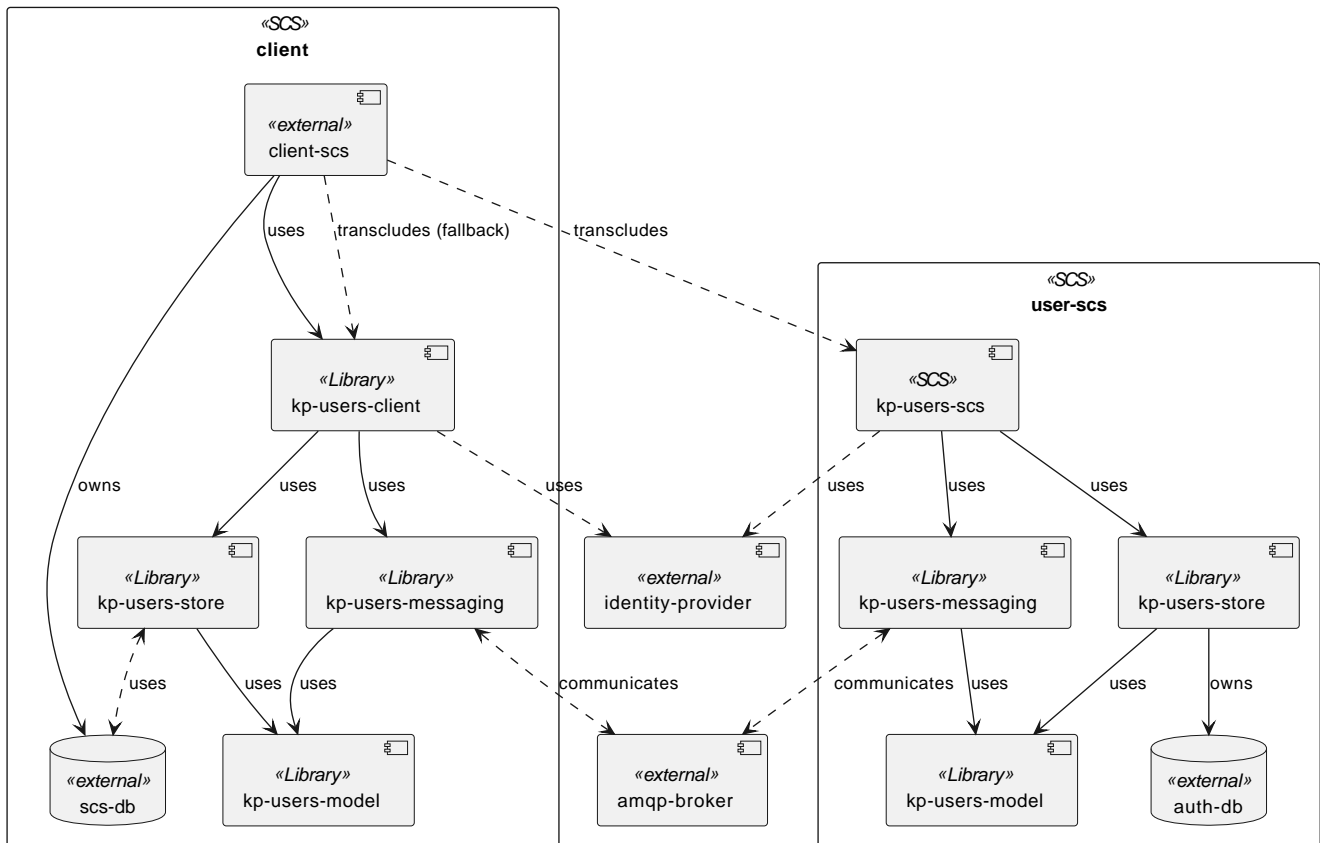 «SCS»
client
«external»
client-scs
uses
transcludes (fallback)
transcludes
«SCS»
user-scs
«Library»
kp-users-client
«SCS»
kp-users-scs
owns
uses
uses
uses
uses
uses
uses
«Library»
kp-users-store
«Library»
kp-users-messaging
«external»
identity-provider
«Library»
kp-users-messaging
«Library»
kp-users-store
uses
uses
uses
communicates
communicates
uses
uses
owns
«external»
scs-db
«Library»
kp-users-model
«external»
amqp-broker
«Library»
kp-users-model
«external»
auth-db